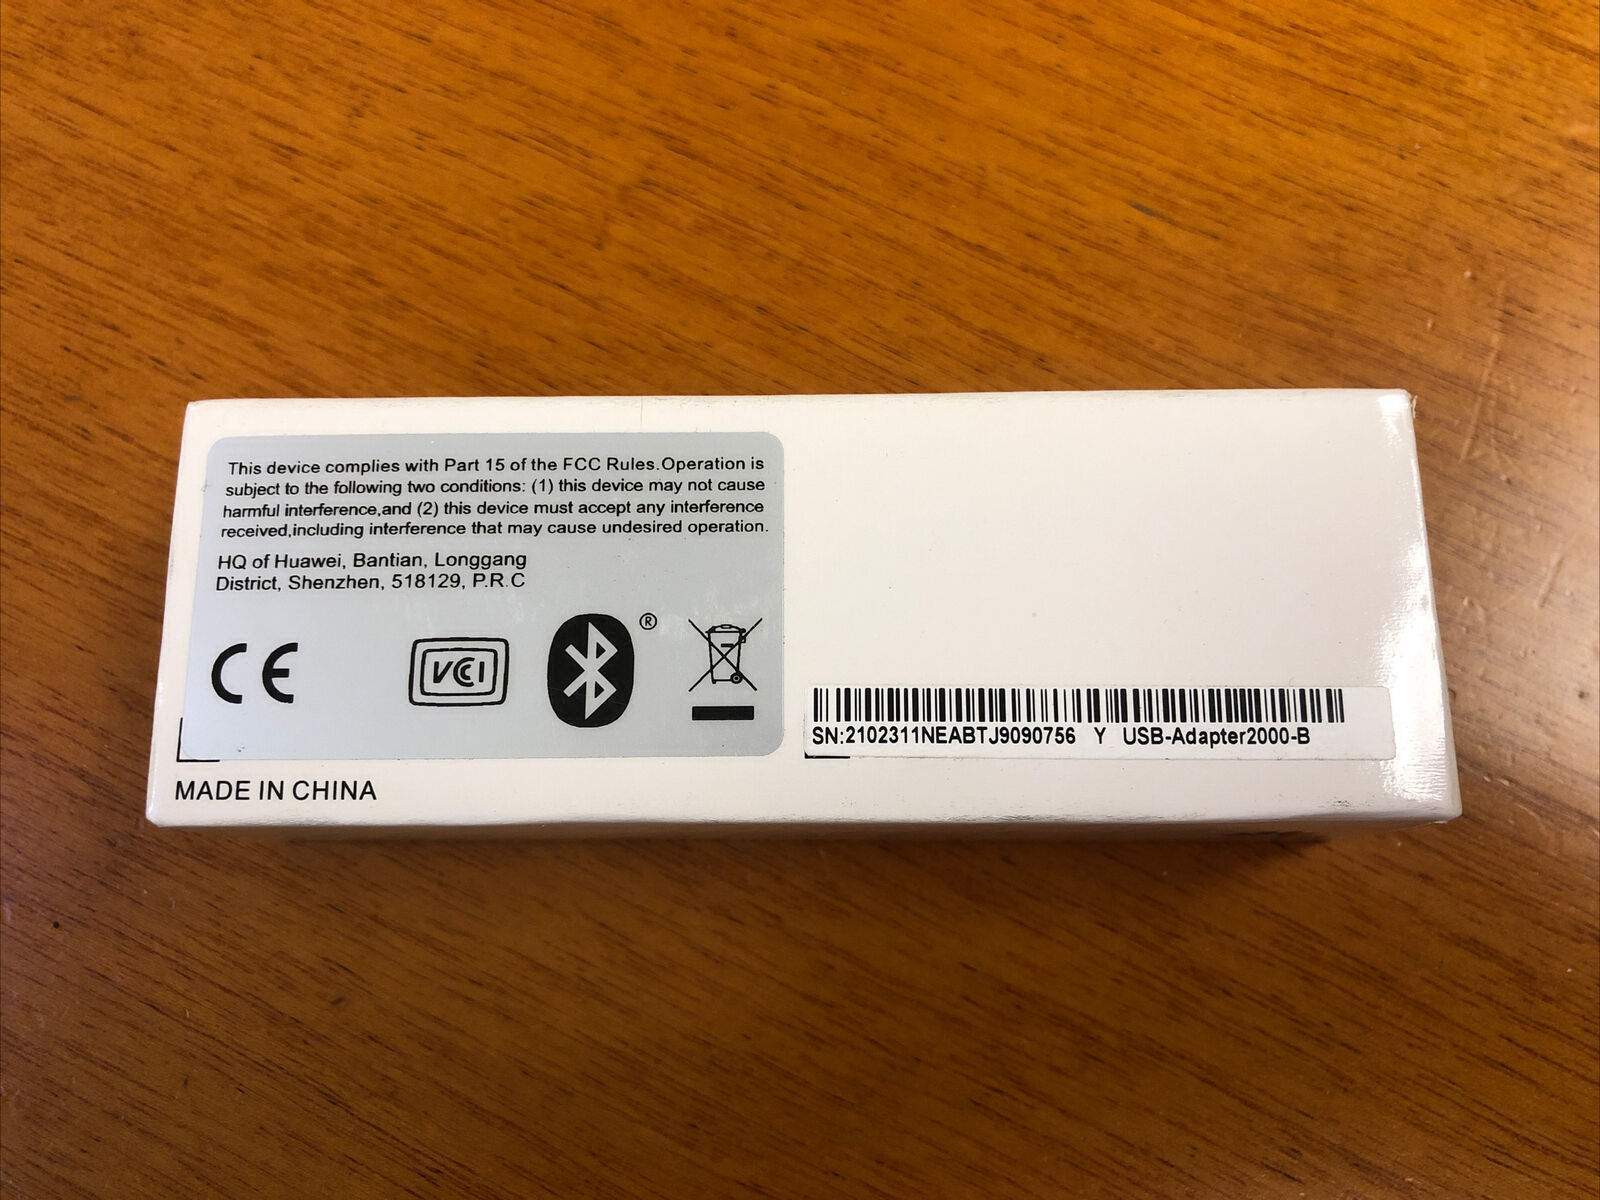 This device complies with Part 15 of the FCC Rules.Operation is
subject to the following two conditions: (1) this device may not cause
harmful interference,and (2) this device must accept any interference
received,including interference that may cause undesired operation.
HQ of Huawei, Bantian, Longgang
District, Shenzhen, 518129, P.R.C
CE
VCCI
®
SN:2102311NEABTJ9090756 Y USB-Adapter2000-B
MADE IN CHINA